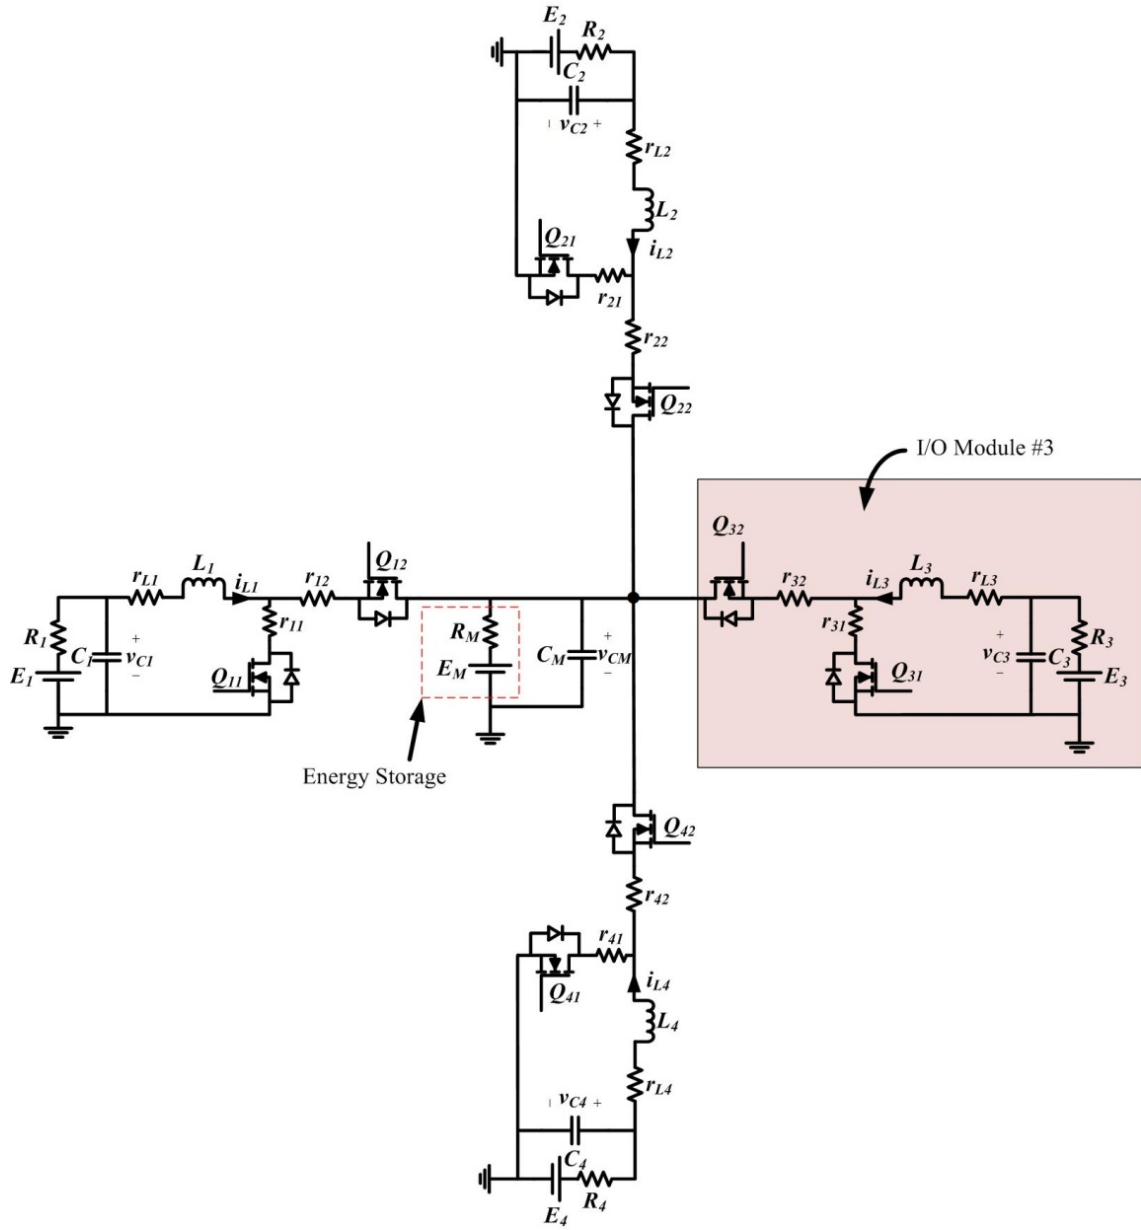 E2
R2
C2
ı vC2 +
rL2
L2
Q21
iL2
r21
r22
Q22
I/O Module #3
Q32
L1
Q12
L3
rL1
iL1
r12
r32
iL3
rL3
R1
C1
+
vC1
–
r11
RM
EM
CM
+
vCM
–
r31
+
vC3
–
C3
R3
E1
Q11
Q31
E3
Energy Storage
Q42
r42
r41
iL4
Q41
L4
rL4
ı vC4 +
C4
R4
E4